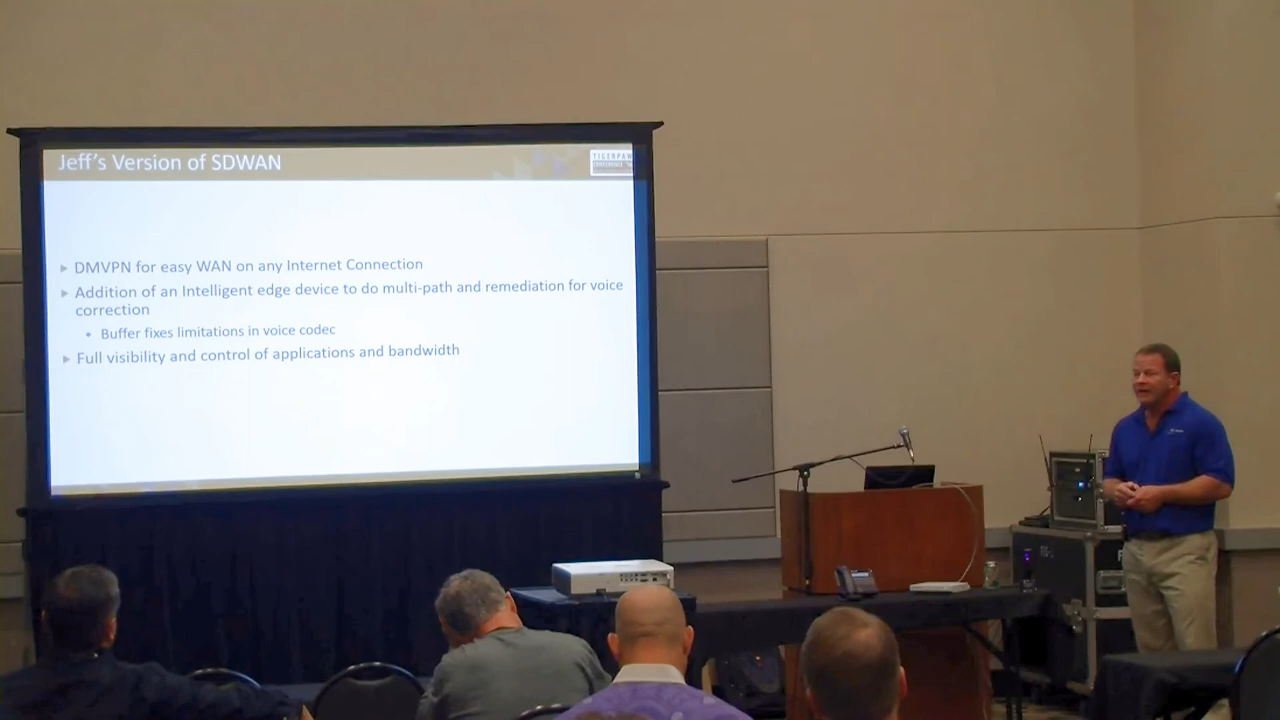 Jeff's Version of SDWAN
TIGERPAW
CONFERENCE
DMVPN for easy WAN on any Internet Connection
Addition of an Intelligent edge device to do multi-path and remediation for voice
correction
Buffer fixes limitations in voice codec
Full visibility and control of applications and bandwidth